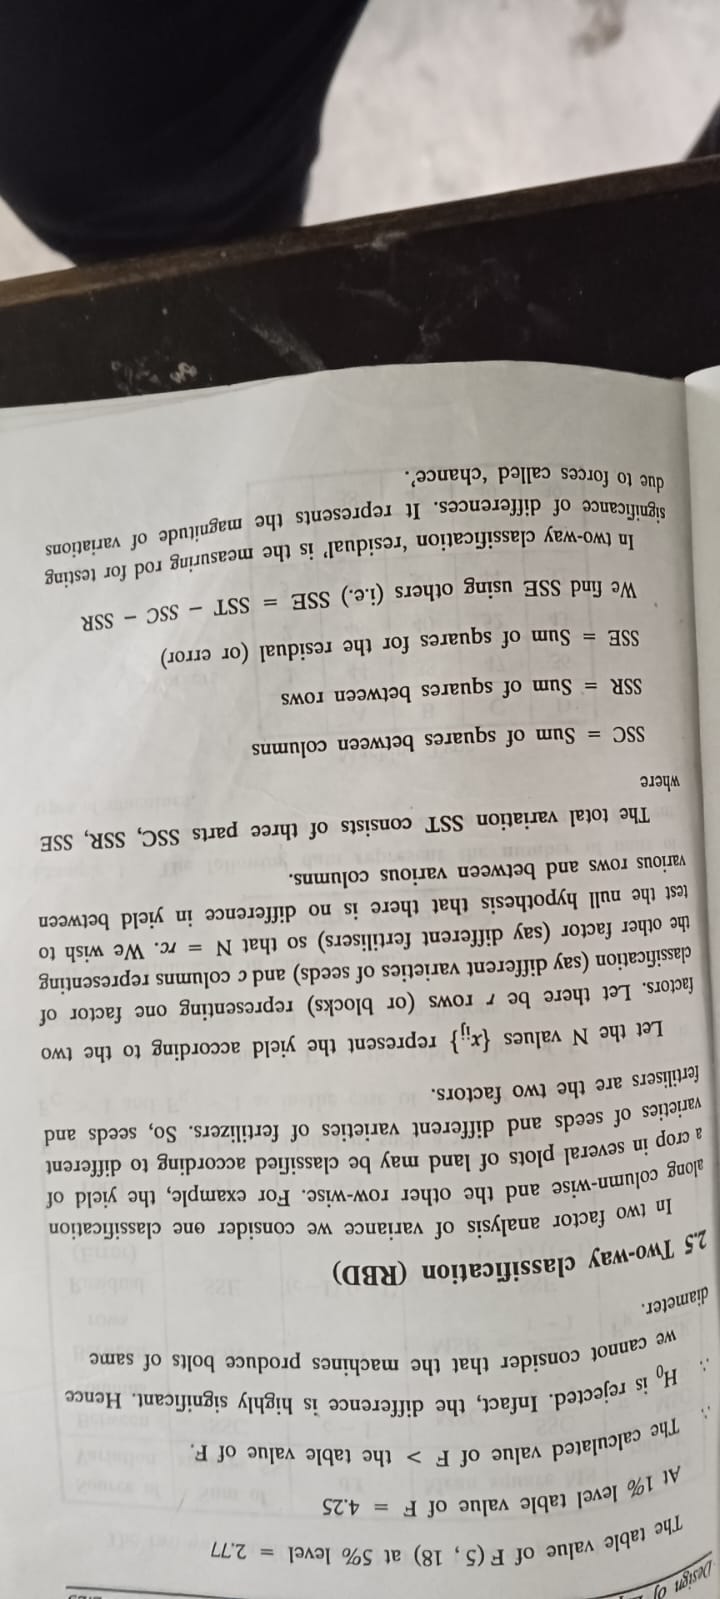 Design of
The table value of F (5 , 18) at 5% level = 2.77
At 1% level table value of F = 4.25
The calculated value of F > the table value of F.
∴ H₀ is rejected. Infact, the difference is highly significant. Hence
∴ we cannot consider that the machines produce bolts of same
diameter.
2.5 Two-way classification (RBD)
In two factor analysis of variance we consider one classification
along column-wise and the other row-wise. For example, the yield of
a crop in several plots of land may be classified according to different
varieties of seeds and different varieties of fertilizers. So, seeds and
fertilisers are the two factors.
Let the N values {xᵢⱼ} represent the yield according to the two
factors. Let there be r rows (or blocks) representing one factor of
classification (say different varieties of seeds) and c columns representing
the other factor (say different fertilisers) so that N = rc. We wish to
test the null hypothesis that there is no difference in yield between
various rows and between various columns.
The total variation SST consists of three parts SSC, SSR, SSE
where
SSC = Sum of squares between columns
SSR = Sum of squares between rows
SSE = Sum of squares for the residual (or error)
We find SSE using others (i.e.) SSE = SST − SSC − SSR
In two-way classification ‘residual’ is the measuring rod for testing
significance of differences. It represents the magnitude of variations
due to forces called ‘chance’.